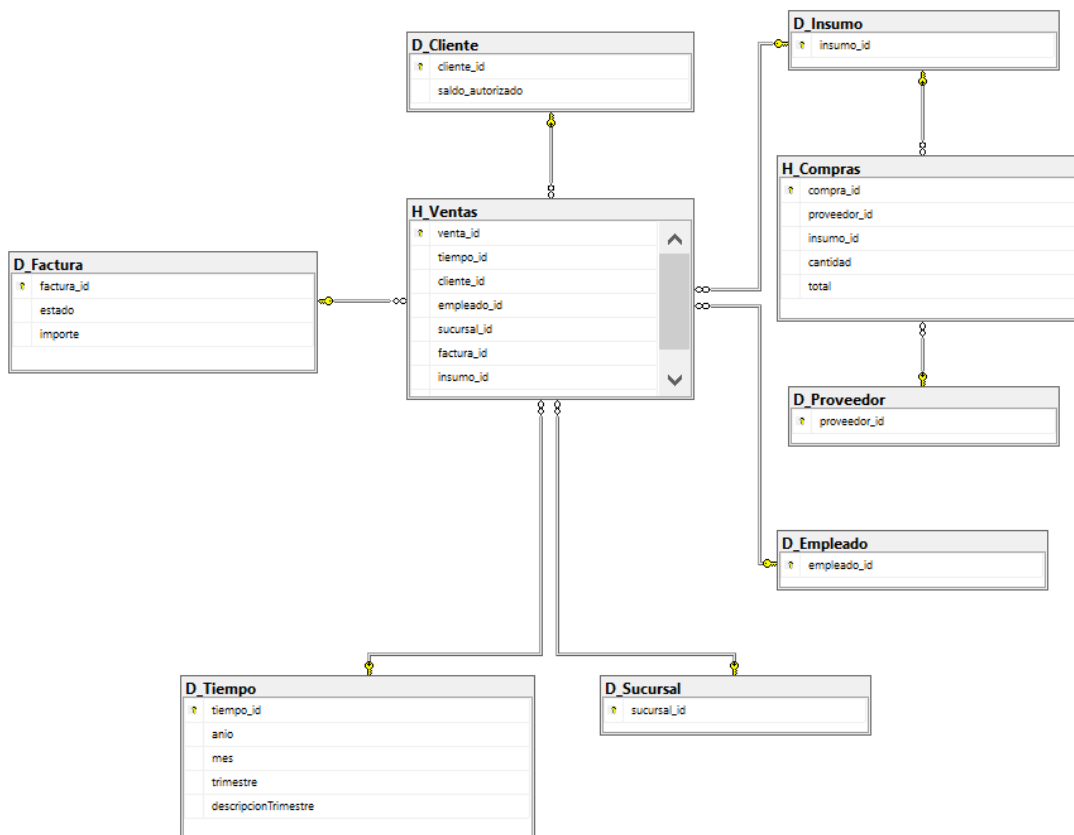 D_Cliente
cliente_id
saldo_autorizado
D_Insumo
insumo_id
H_Compras
compra_id
proveedor_id
insumo_id
cantidad
total
H_Ventas
venta_id
tiempo_id
cliente_id
empleado_id
sucursal_id
factura_id
insumo_id
D_Factura
factura_id
estado
importe
D_Proveedor
proveedor_id
D_Empleado
empleado_id
D_Tiempo
tiempo_id
anio
mes
trimestre
descripcionTrimestre
D_Sucursal
sucursal_id